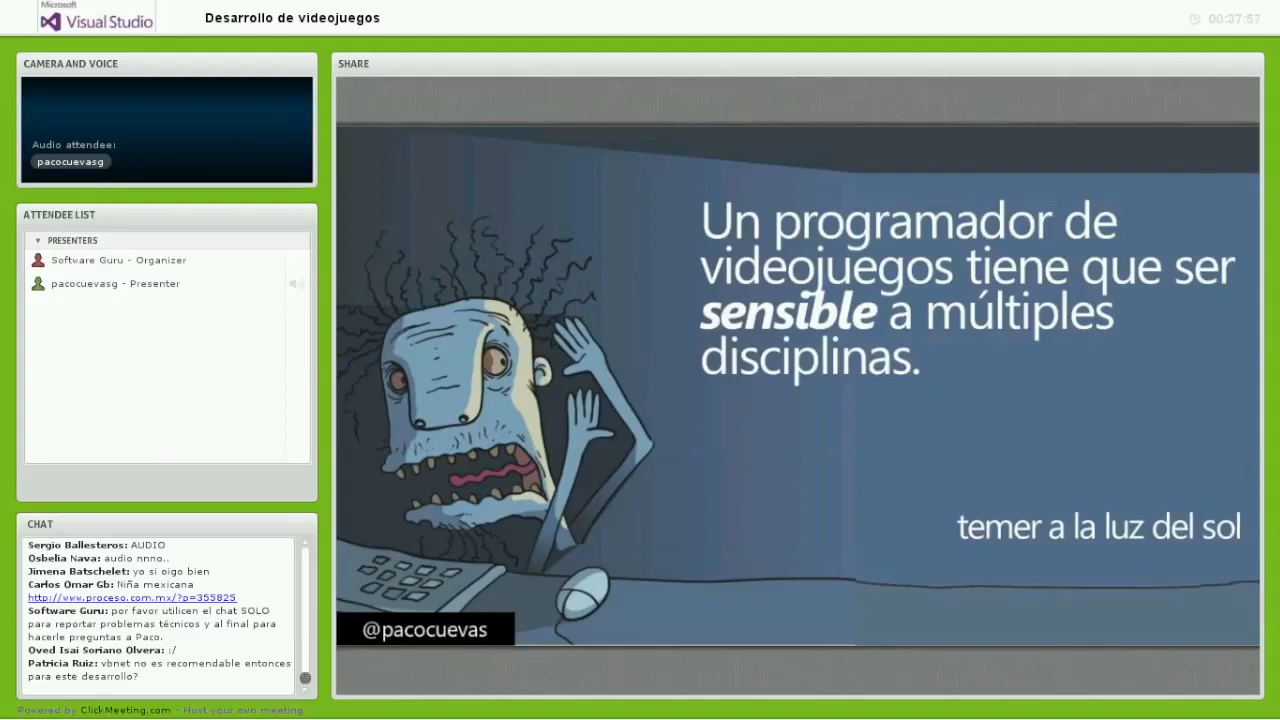 Microsoft
Visual Studio
Desarrollo de videojuegos
00:37:57
CAMERA AND VOICE
Audio attendee:
pacocuevasg
ATTENDEE LIST
PRESENTERS
Software Guru - Organizer
pacocuevasg - Presenter
CHAT
Sergio Ballesteros: AUDIO
Osbelia Nava: audio nnno..
Jimena Batschelet: yo si oigo bien
Carlos Omar Gb: Niña mexicana
http://www.proceso.com.mx/?p=355825
Software Guru: por favor utilicen el chat SOLO
para reportar problemas técnicos y al final para
hacerle preguntas a Paco.
Oved Isai Soriano Olvera: :/
Patricia Ruiz: vbnet no es recomendable entonces
para este desarrollo?
SHARE
Un programador de
videojuegos tiene que ser
sensible a múltiples
disciplinas.
temer a la luz del sol
@pacocuevas
Powered by ClickMeeting.com - Host your own meeting